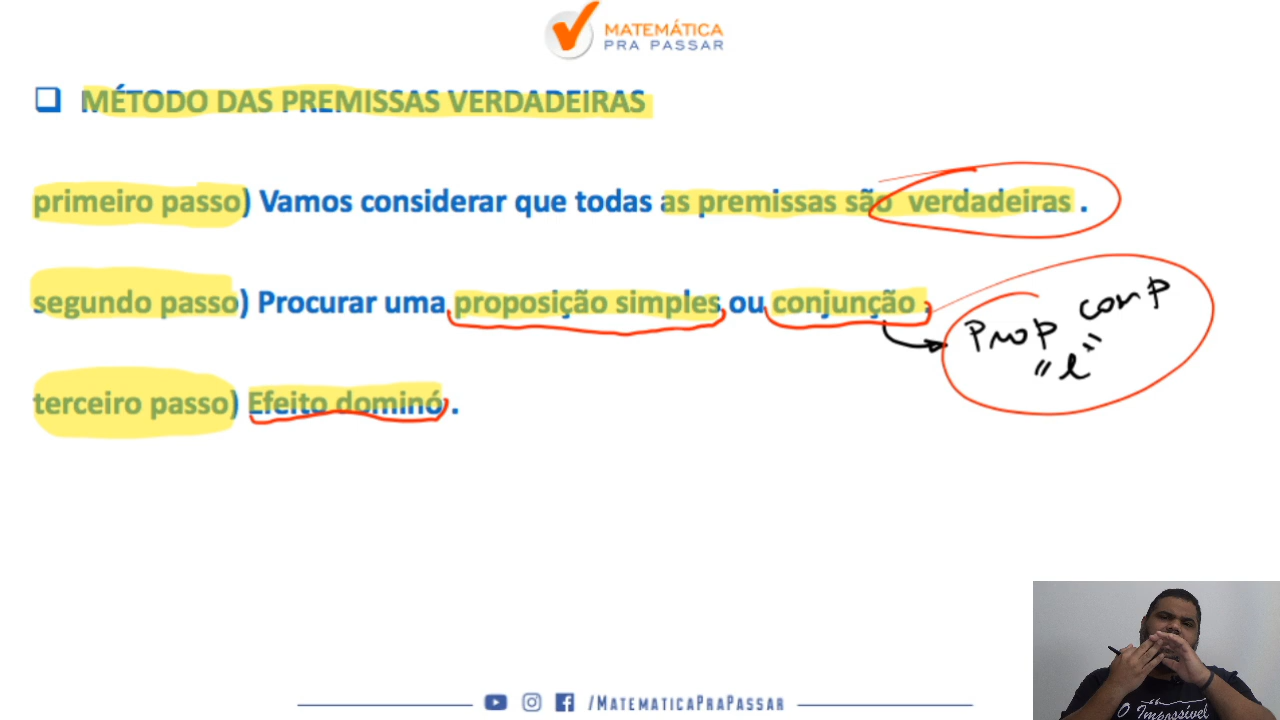 MATEMÁTICA
PRA PASSAR
MÉTODO DAS PREMISSAS VERDADEIRAS
primeiro passo) Vamos considerar que todas as premissas são verdadeiras .
segundo passo) Procurar uma proposição simples ou conjunção .
Prop comp
"e"
terceiro passo) Efeito dominó .
O Impossível
/MATEMATICAPRAPASSAR